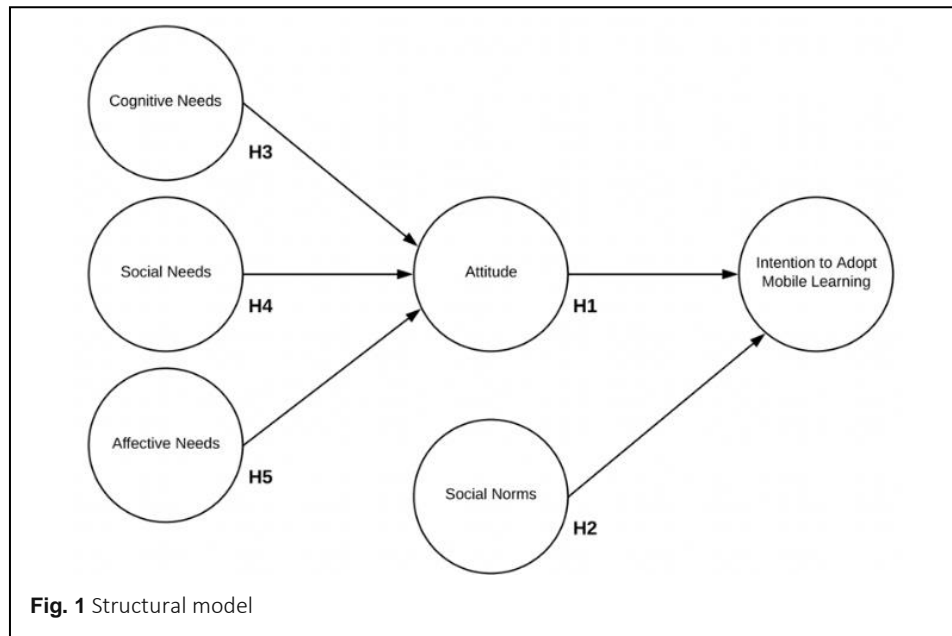 Cognitive Needs
H3
Social Needs
H4
Affective Needs
H5
Attitude
H1
Social Norms
H2
Intention to Adopt
Mobile Learning
Fig. 1 Structural model